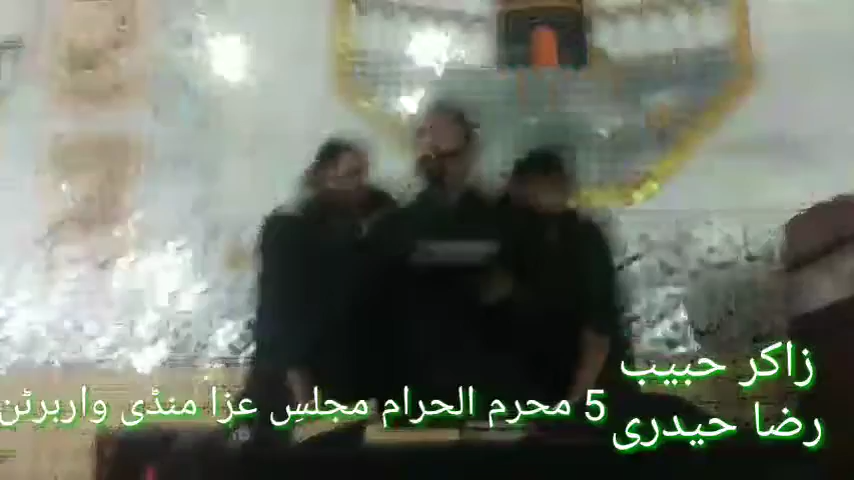 زاکر حبیب
رضا حیدری
5 محرم الحرام مجلسِ عزا منڈی واربرٹن